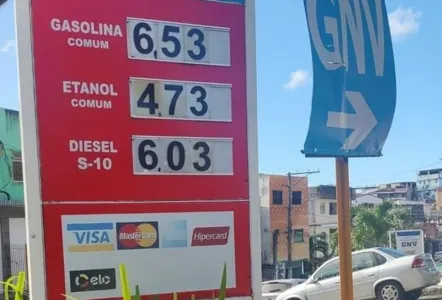 GASOLINA
COMUM
6,53
ETANOL
COMUM
4,73
DIESEL
S-10
6,03
VISA
MasterCard
Hipercard
elo
GNV
GNV